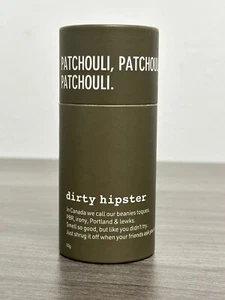 PATCHOULI, PATCHOULI
PATCHOULI.
dirty hipster
in Canada we call our beanies toques.
PBR, irony, Portland & lewks.
Smell so good, but like you didn't try.
Just shrug it off when your friends ask